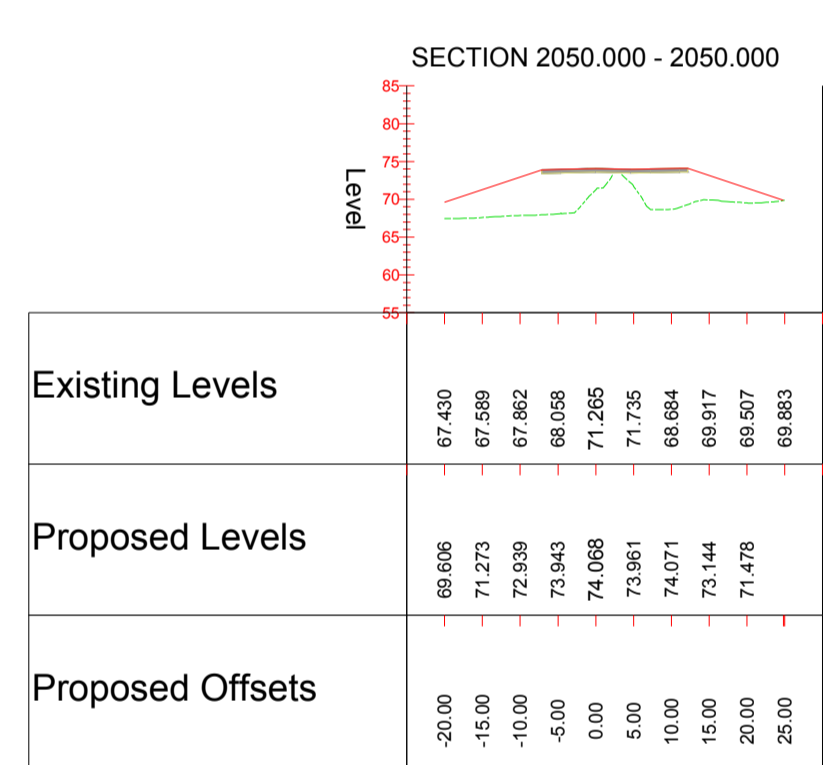 SECTION 2050.000 - 2050.000
85
80
75
70
65
60
55
Level
Existing Levels
67.430 67.589 67.862 68.058 71.265 71.735 68.684 69.917 69.507 69.883
Proposed Levels
69.606 71.273 72.939 73.943 74.068 73.961 74.071 73.144 71.478
Proposed Offsets
-20.00 -15.00 -10.00 -5.00 0.00 5.00 10.00 15.00 20.00 25.00